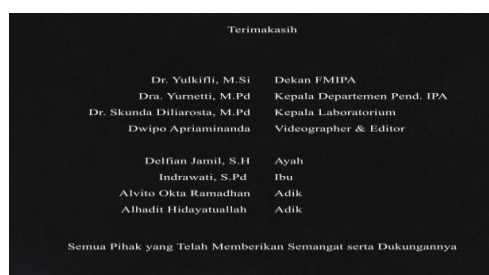 Terimakasih
Dr. Yulkifli, M.Si Dekan FMIPA
Dra. Yurnetti, M.Pd Kepala Departemen Pend. IPA
Dr. Skunda Diliarosta, M.Pd Kepala Laboratorium
Dwipo Apriaminanda Videographer & Editor
Delfian Jamil, S.H Ayah
Indrawati, S.Pd Ibu
Alvito Okta Ramadhan Adik
Alhadit Hidayatuallah Adik
Semua Pihak yang Telah Memberikan Semangat serta Dukungannya